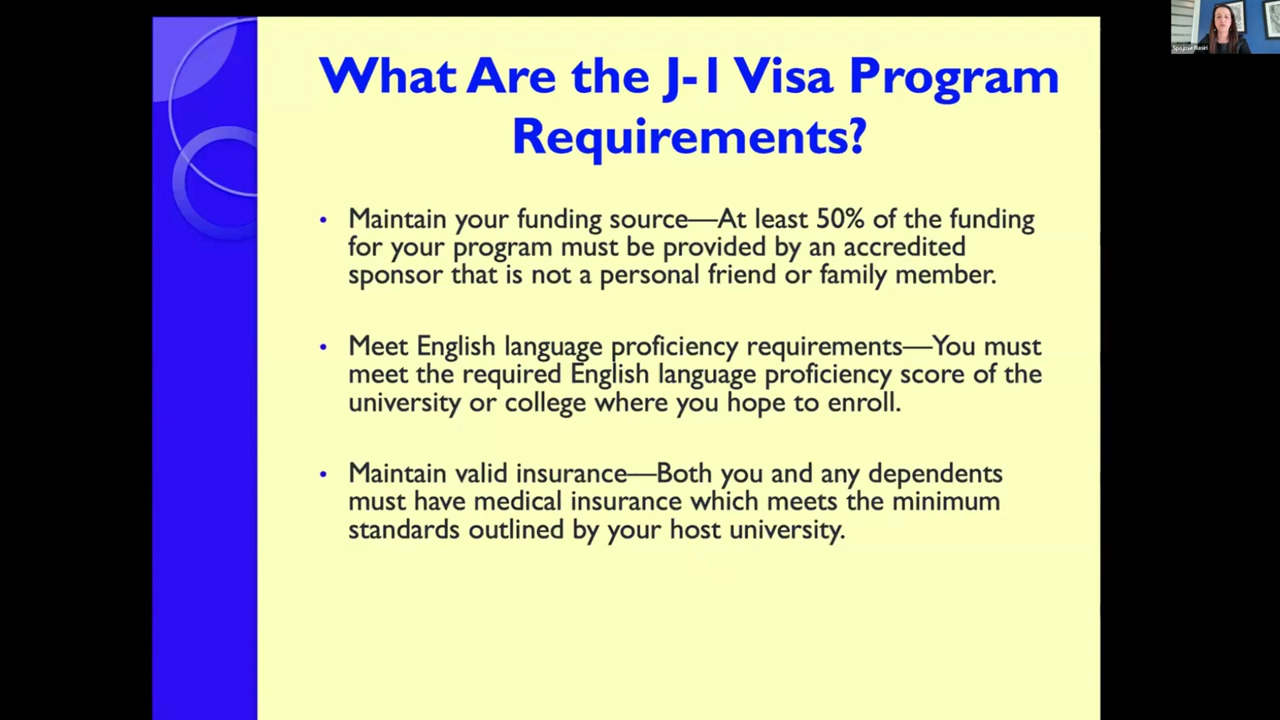 What Are the J-1 Visa Program
Requirements?
• Maintain your funding source—At least 50% of the funding
for your program must be provided by an accredited
sponsor that is not a personal friend or family member.
• Meet English language proficiency requirements—You must
meet the required English language proficiency score of the
university or college where you hope to enroll.
• Maintain valid insurance—Both you and any dependents
must have medical insurance which meets the minimum
standards outlined by your host university.